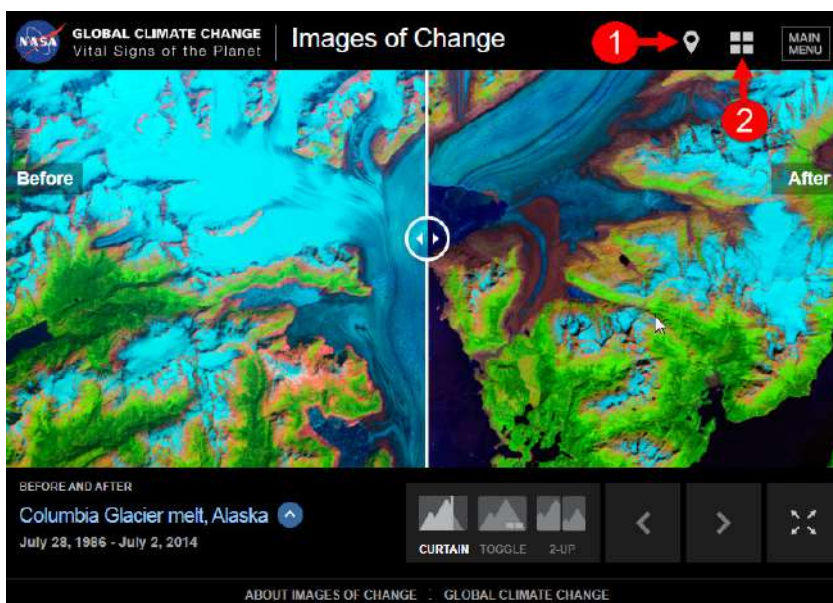 NASA
GLOBAL CLIMATE CHANGE
Vital Signs of the Planet
Images of Change
1
MAIN
MENU
2
Before
After
BEFORE AND AFTER
Columbia Glacier melt, Alaska
July 28, 1986 - July 2, 2014
CURTAIN TOGGLE 2-UP
ABOUT IMAGES OF CHANGE : GLOBAL CLIMATE CHANGE